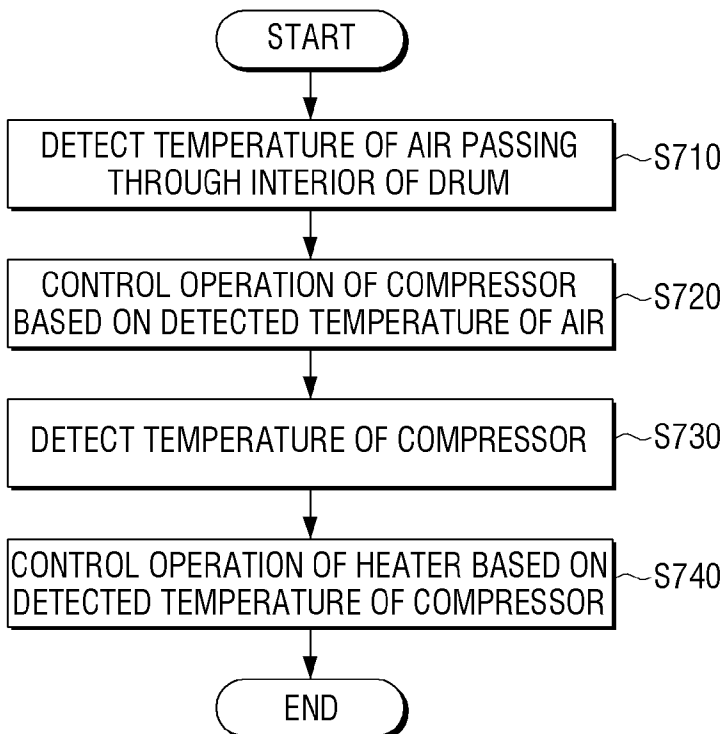 START
DETECT TEMPERATURE OF AIR PASSING
THROUGH INTERIOR OF DRUM
S710
CONTROL OPERATION OF COMPRESSOR
BASED ON DETECTED TEMPERATURE OF AIR
S720
DETECT TEMPERATURE OF COMPRESSOR
S730
CONTROL OPERATION OF HEATER BASED ON
DETECTED TEMPERATURE OF COMPRESSOR
S740
END